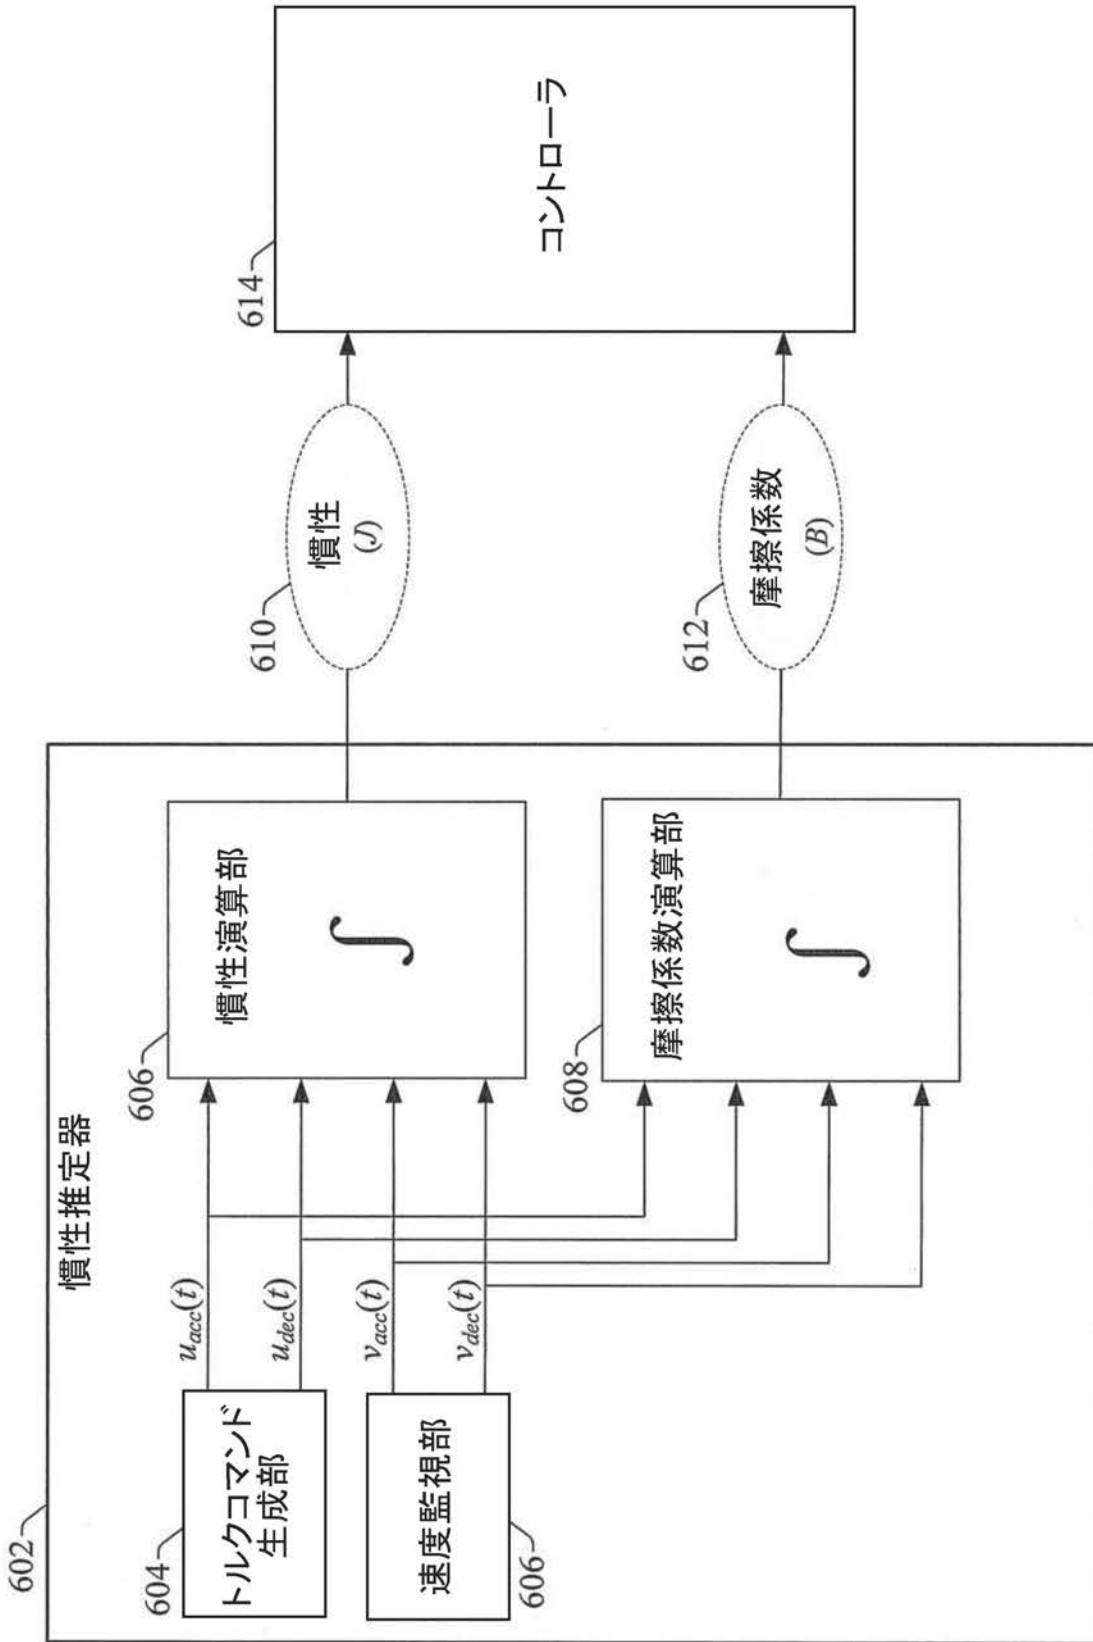 602
慣性推定器
604
トルクコマンド
生成部
速度監視部
606
u_acc(t)
u_dec(t)
v_acc(t)
v_dec(t)
606
慣性演算部
∫
608
摩擦係数演算部
∫
610
慣性
(J)
612
摩擦係数
(B)
614
コントローラ